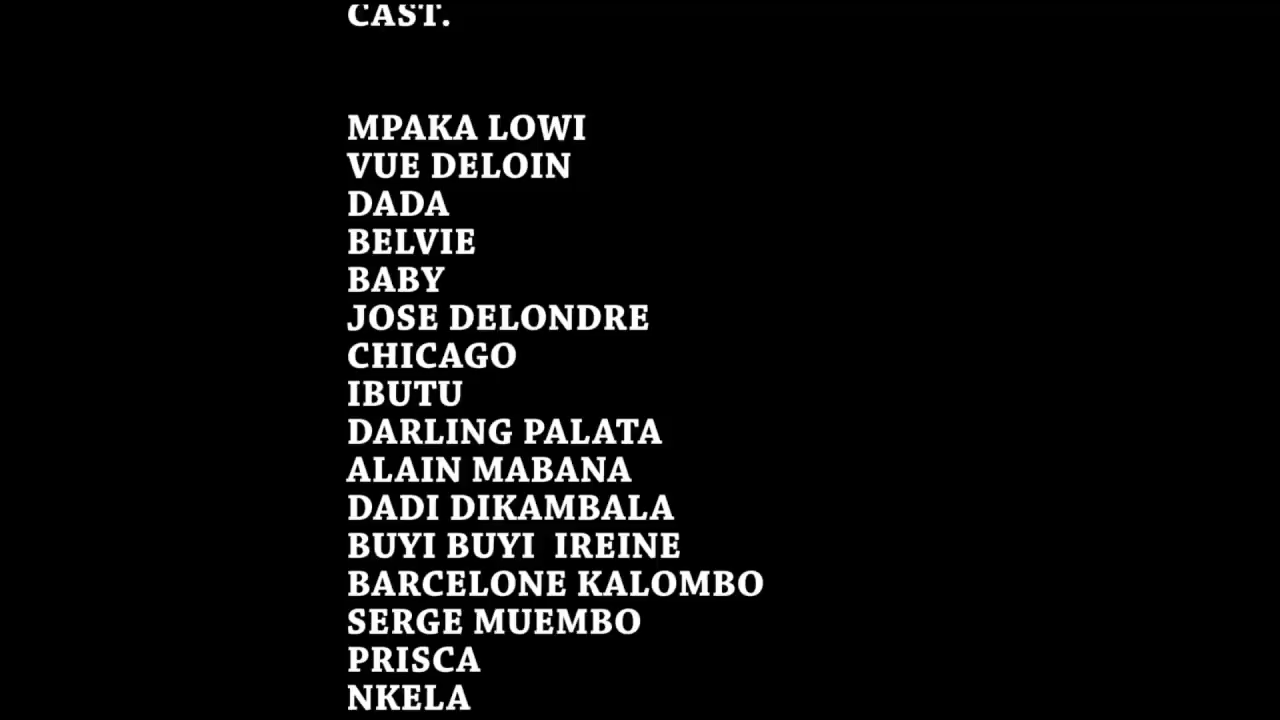 CAST.
MPAKA LOWI
VUE DELOIN
DADA
BELVIE
BABY
JOSE DELONDRE
CHICAGO
IBUTU
DARLING PALATA
ALAIN MABANA
DADI DIKAMBALA
BUYI BUYI  IREINE
BARCELONE KALOMBO
SERGE MUEMBO
PRISCA
NKELA